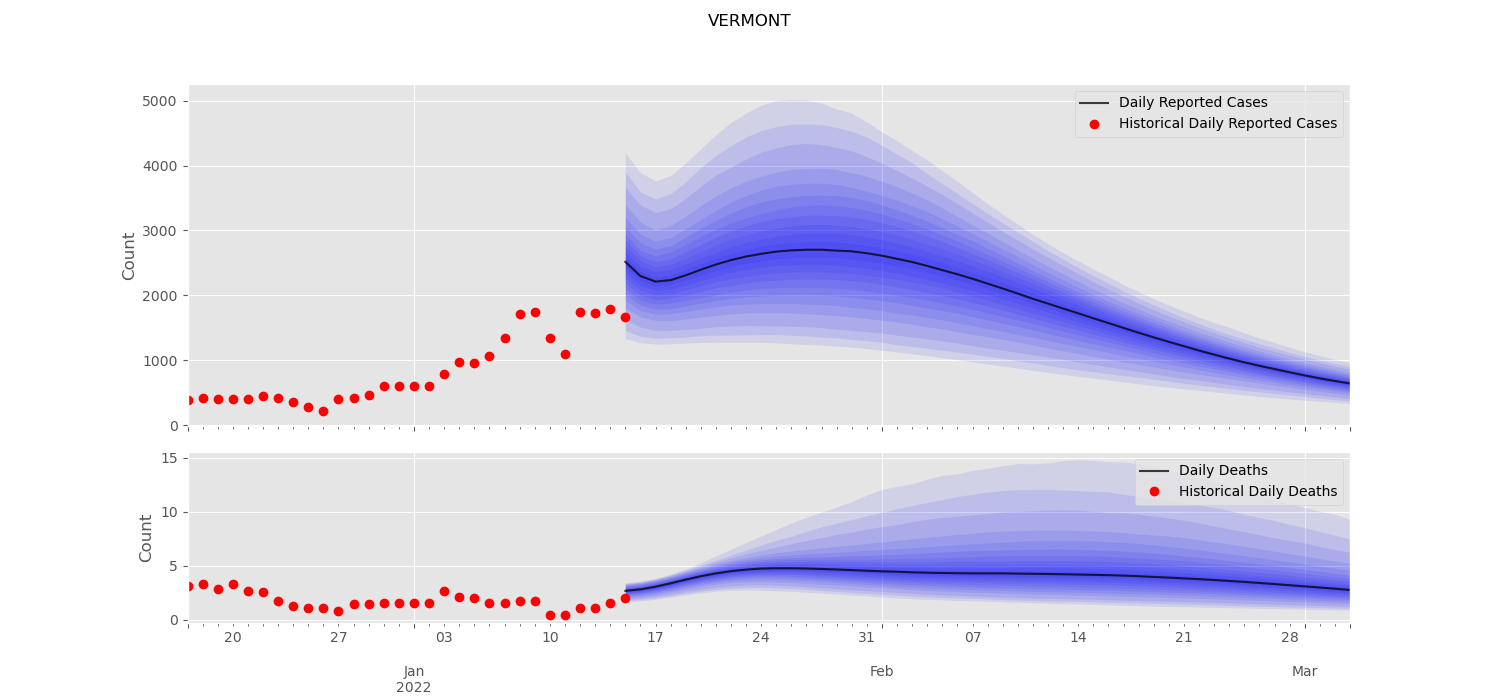 VERMONT
5000
4000
3000
2000
1000
0
Count
Daily Reported Cases
Historical Daily Reported Cases
15
10
5
0
Count
Daily Deaths
Historical Daily Deaths
20 27 03 10 17 24 31 07 14 21 28
Jan Feb Mar
2022